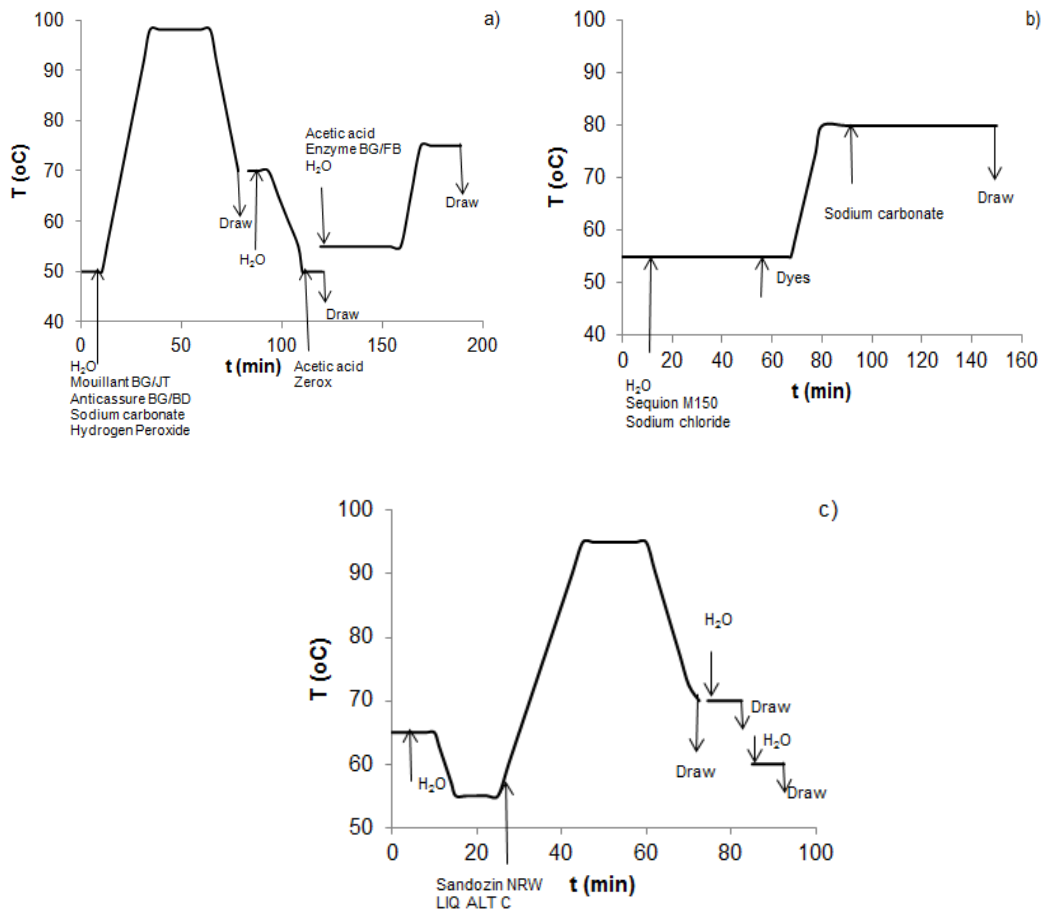 a)
100
90
80
70
60
50
40
T (oC)
Acetic acid
Enzyme BG/FB
H₂O
Draw
H₂O
Draw
Draw
0
50
100
150
200
t (min)
H₂O
Mouillant BG/JT
Anticassure BG/BD
Sodium carbonate
Hydrogen Peroxide
Acetic acid
Zerox
b)
100
90
80
70
60
50
40
T (oC)
Sodium carbonate
Draw
Dyes
0
20
40
60
80
100
120
140
160
t (min)
H₂O
Sequion M150
Sodium chloride
c)
100
90
80
70
60
50
T (oC)
H₂O
H₂O
Draw
H₂O
Draw
Draw
0
20
40
60
80
100
t (min)
Sandozin NRW
LIQ ALT C